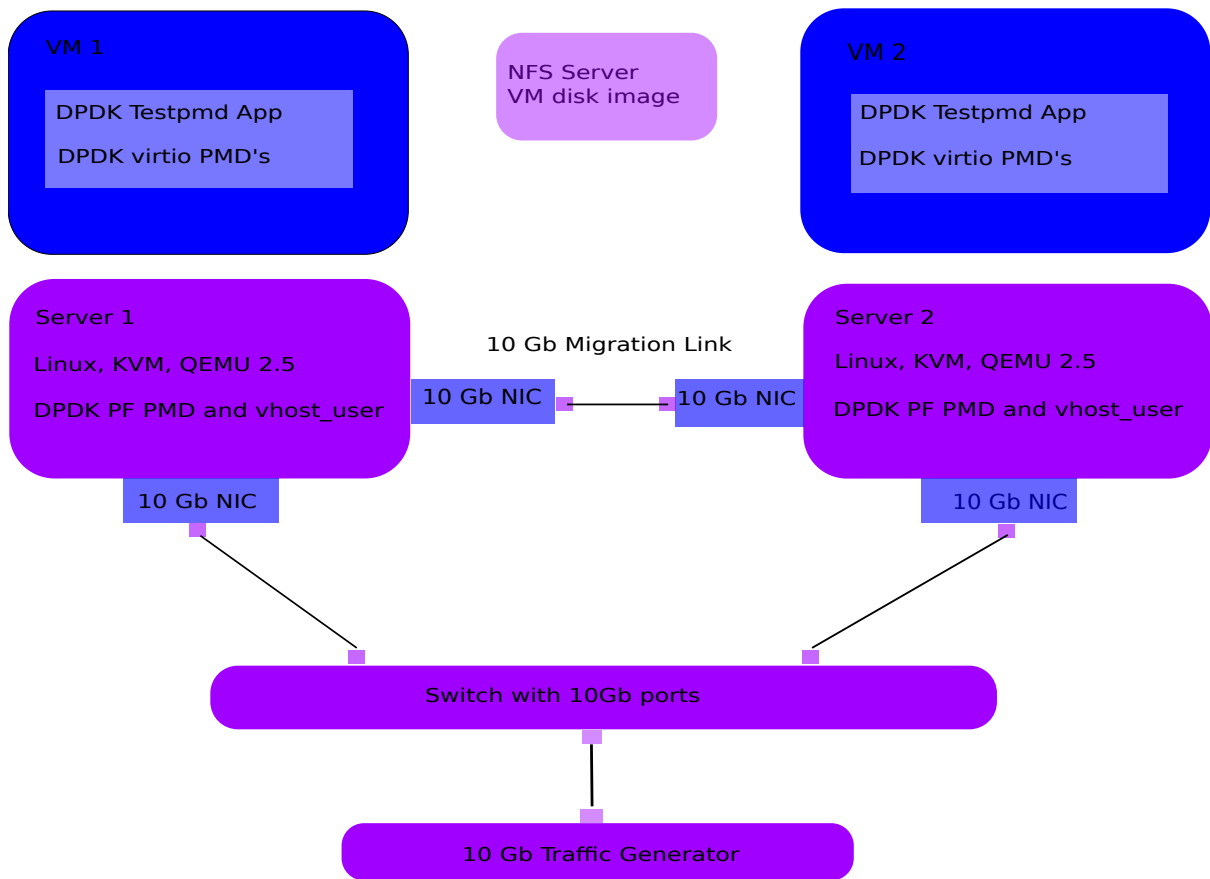 VM 1
DPDK Testpmd App
DPDK virtio PMD's
NFS Server
VM disk image
VM 2
DPDK Testpmd App
DPDK virtio PMD's
Server 1
Linux, KVM, QEMU 2.5
DPDK PF PMD and vhost_user
10 Gb Migration Link
10 Gb NIC
10 Gb NIC
Server 2
Linux, KVM, QEMU 2.5
DPDK PF PMD and vhost_user
10 Gb NIC
10 Gb NIC
Switch with 10Gb ports
10 Gb Traffic Generator